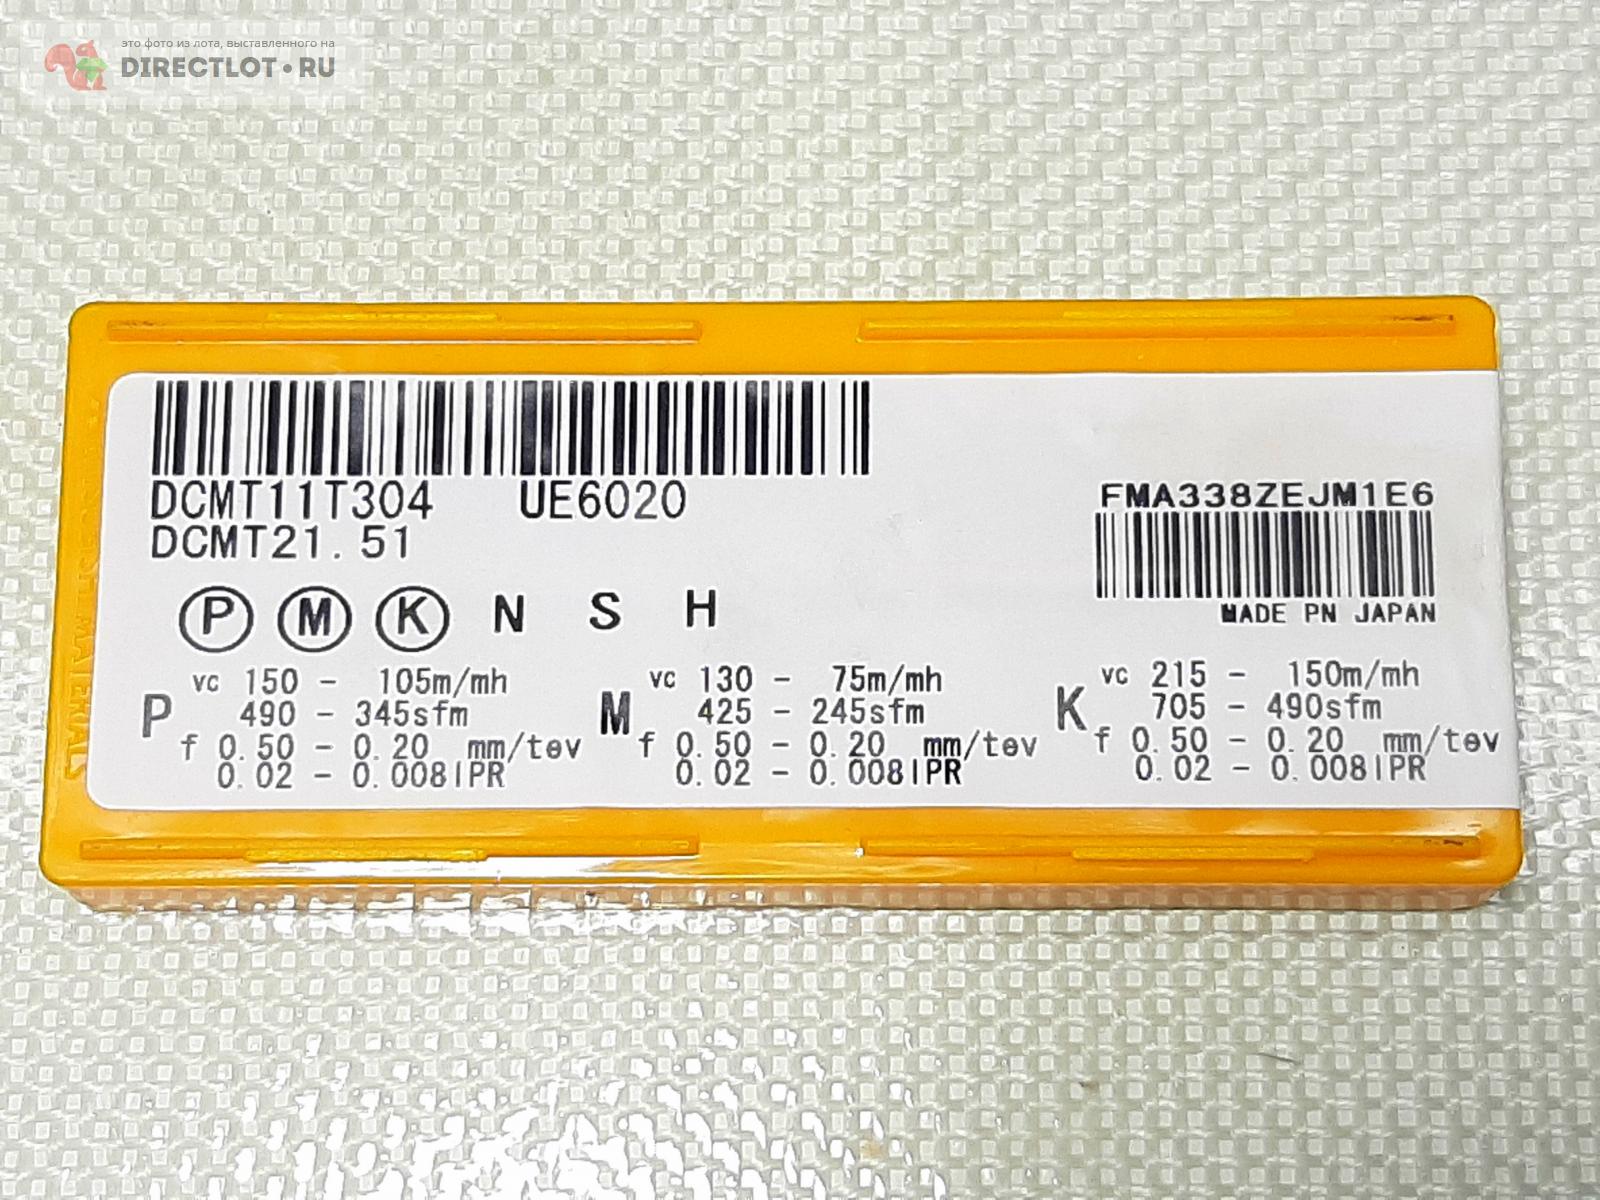 это фото из лота, выставленного на
DIRECTLOT•RU
DCMT11T304 UE6020
DCMT21.51
FMA338ZEJM1E6
MADE PN JAPAN
P M K N S H
P vc 150 - 105m/mh
490 - 345sfm
f 0.50 - 0.20 mm/tev
0.02 - 0.008IPR
M vc 130 - 75m/mh
425 - 245sfm
f 0.50 - 0.20 mm/tev
0.02 - 0.008IPR
K vc 215 - 150m/mh
705 - 490sfm
f 0.50 - 0.20 mm/tev
0.02 - 0.008IPR